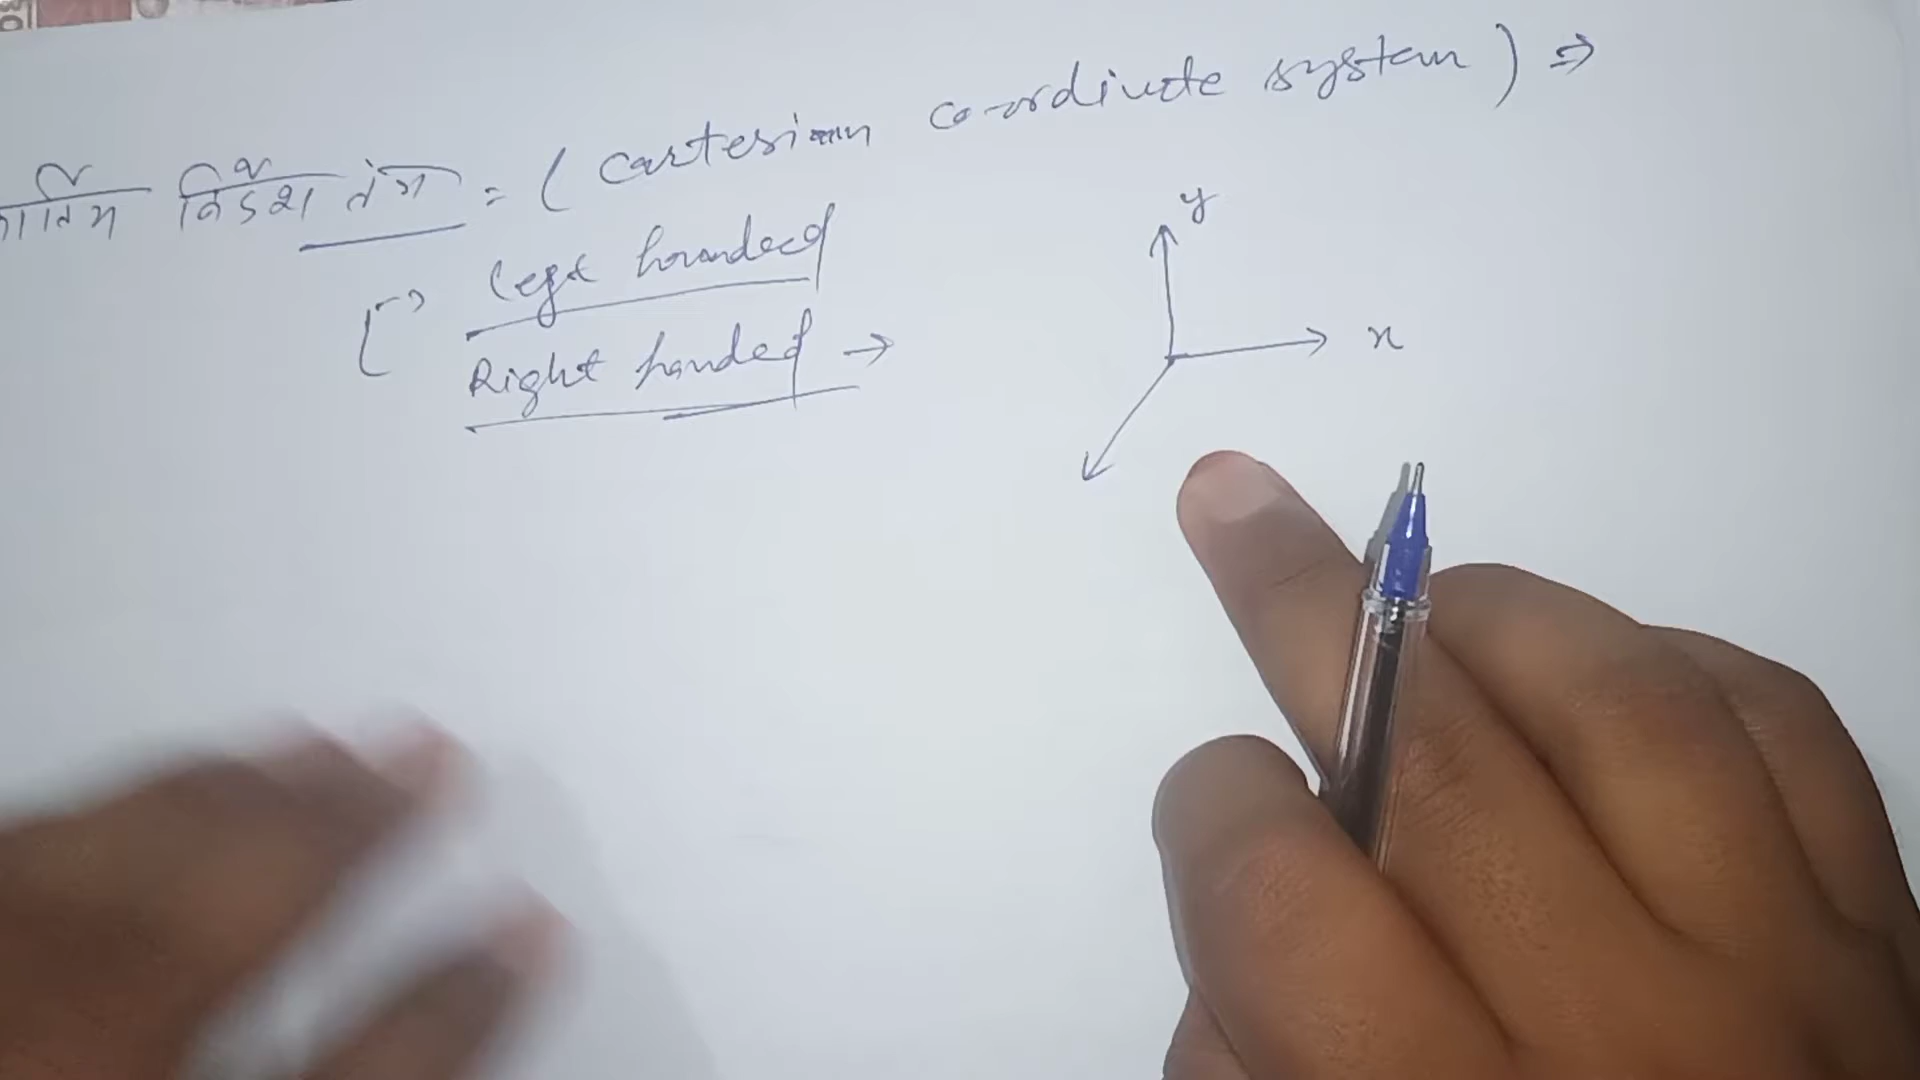 निर्देश तंत्र = ( Cartesian co-ordinate system ) ⇒
Left handed
Right handed →
y
x